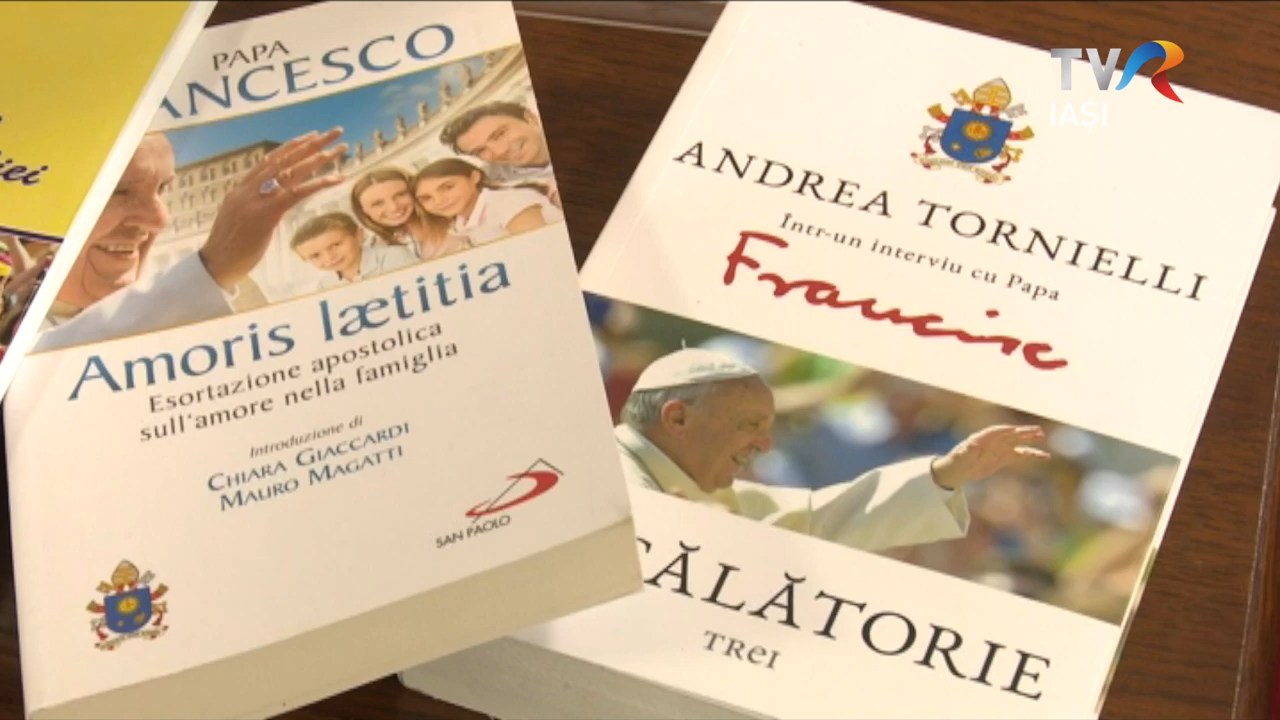 PAPA
ANCESCO
Amoris lætitia
Esortazione apostolica
sull'amore nella famiglia
Introduzione di
CHIARA GIACCARDI
MAURO MAGATTI
SAN PAOLO
TVR
IAȘI
ANDREA TORNIELLI
Într-un interviu cu Papa
Francisc
CĂLĂTORIE
TREI
iei